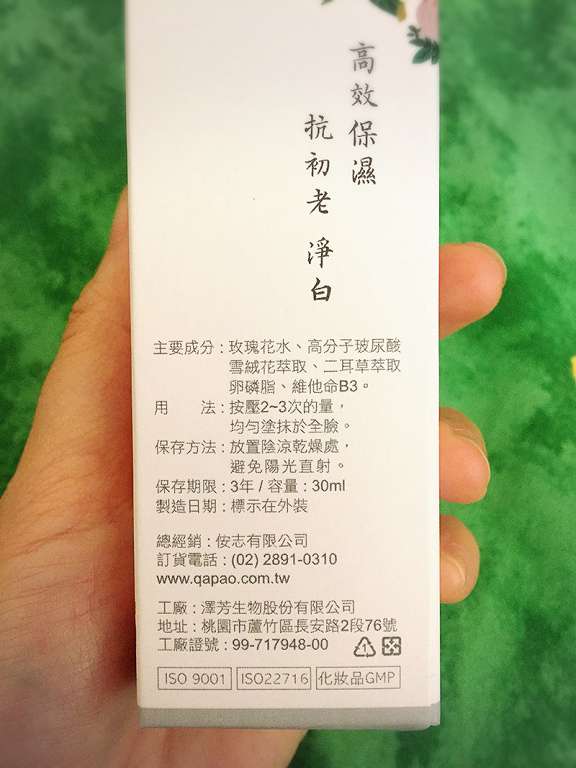 高效保濕
抗初老 淨白
主要成分：玫瑰花水、高分子玻尿酸
雪絨花萃取、二耳草萃取
卵磷脂、維他命B3。
用　　法：按壓2~3次的量，
均勻塗抹於全臉。
保存方法：放置陰涼乾燥處，
避免陽光直射。
保存期限：3年 / 容量：30ml
製造日期：標示在外裝
總經銷：侒志有限公司
訂貨電話：(02) 2891-0310
www.qapao.com.tw
工廠：澤芳生物股份有限公司
地址：桃園市蘆竹區長安路2段76號
工廠證號：99-717948-00
ISO 9001 ISO22716 化妝品GMP